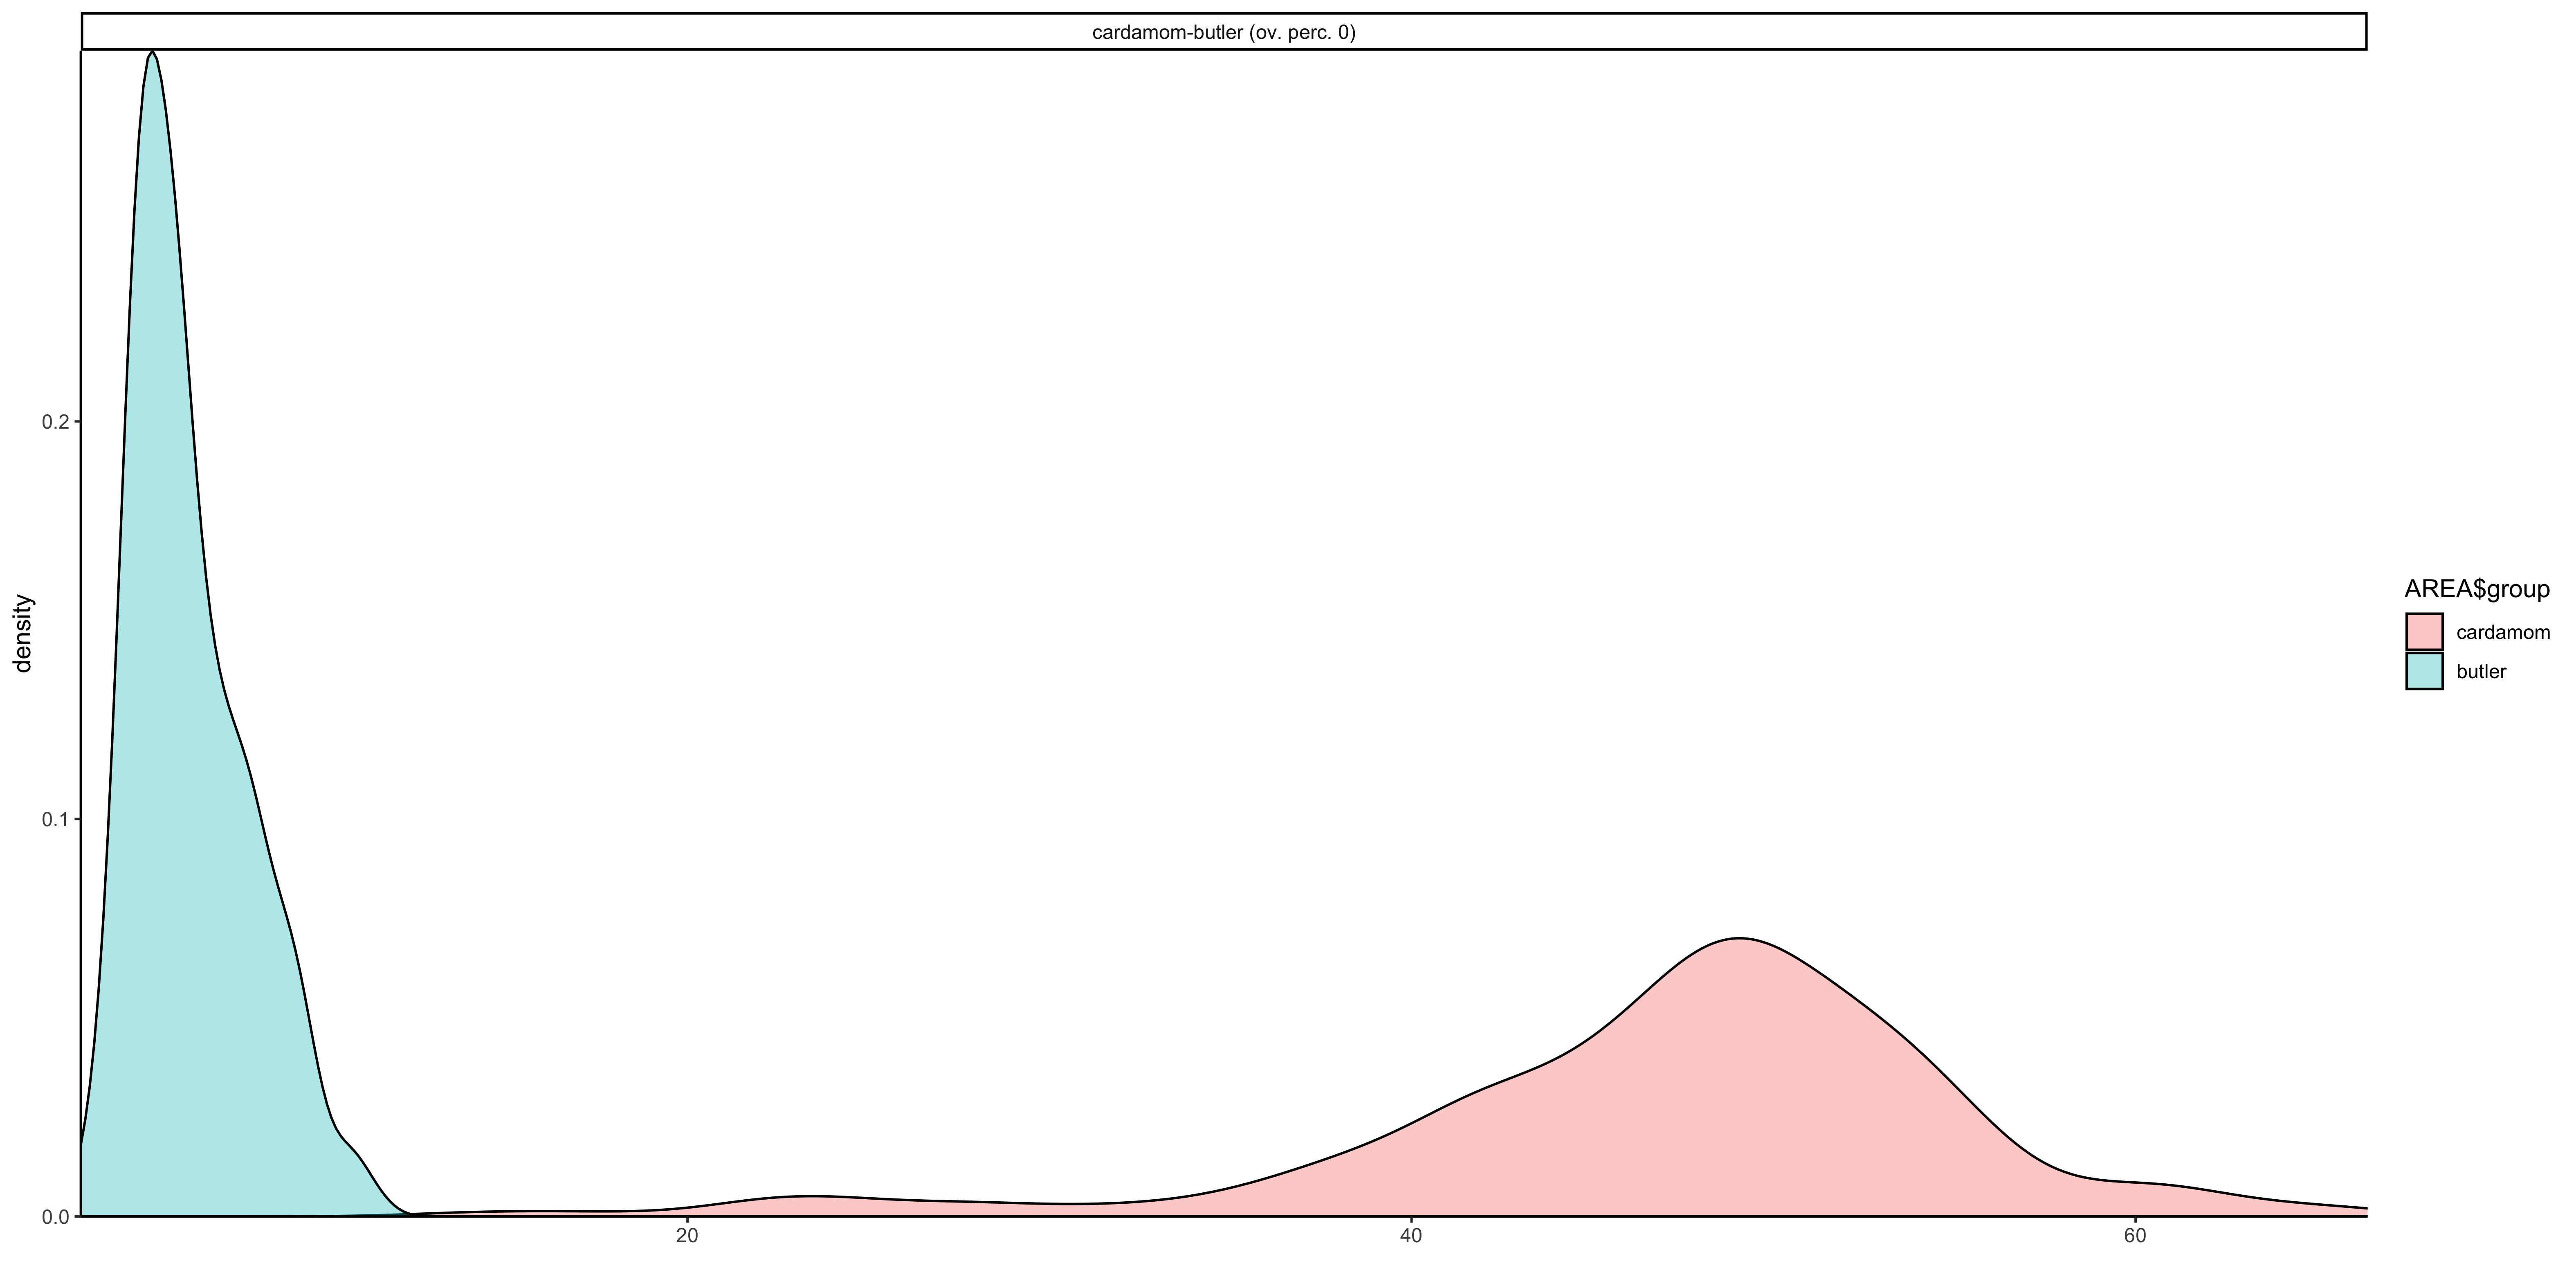 cardamom-butler (ov. perc. 0)
density
0.2
0.1
0.0
20
40
60
AREA$group
cardamom
butler